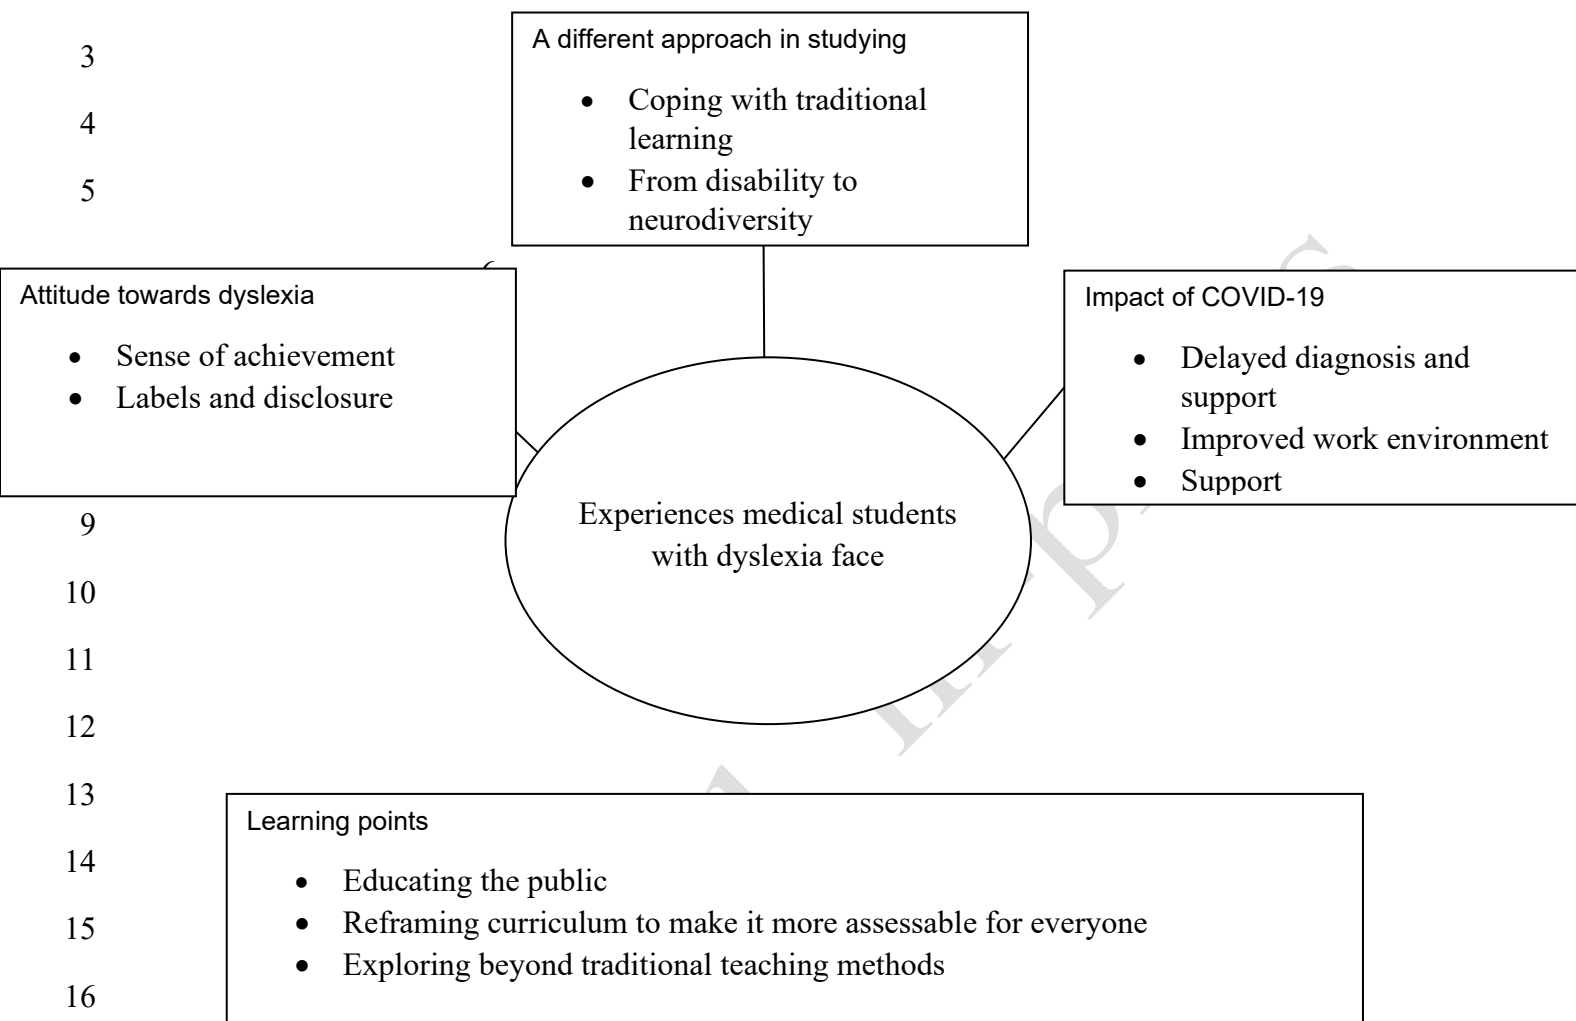 3
A different approach in studying
4
• Coping with traditional
learning
5
• From disability to
neurodiversity
Attitude towards dyslexia
• Sense of achievement
• Labels and disclosure
Impact of COVID-19
• Delayed diagnosis and
support
• Improved work environment
• Support
9
Experiences medical students
with dyslexia face
10
11
12
13
Learning points
14
• Educating the public
15
• Reframing curriculum to make it more assessable for everyone
• Exploring beyond traditional teaching methods
16